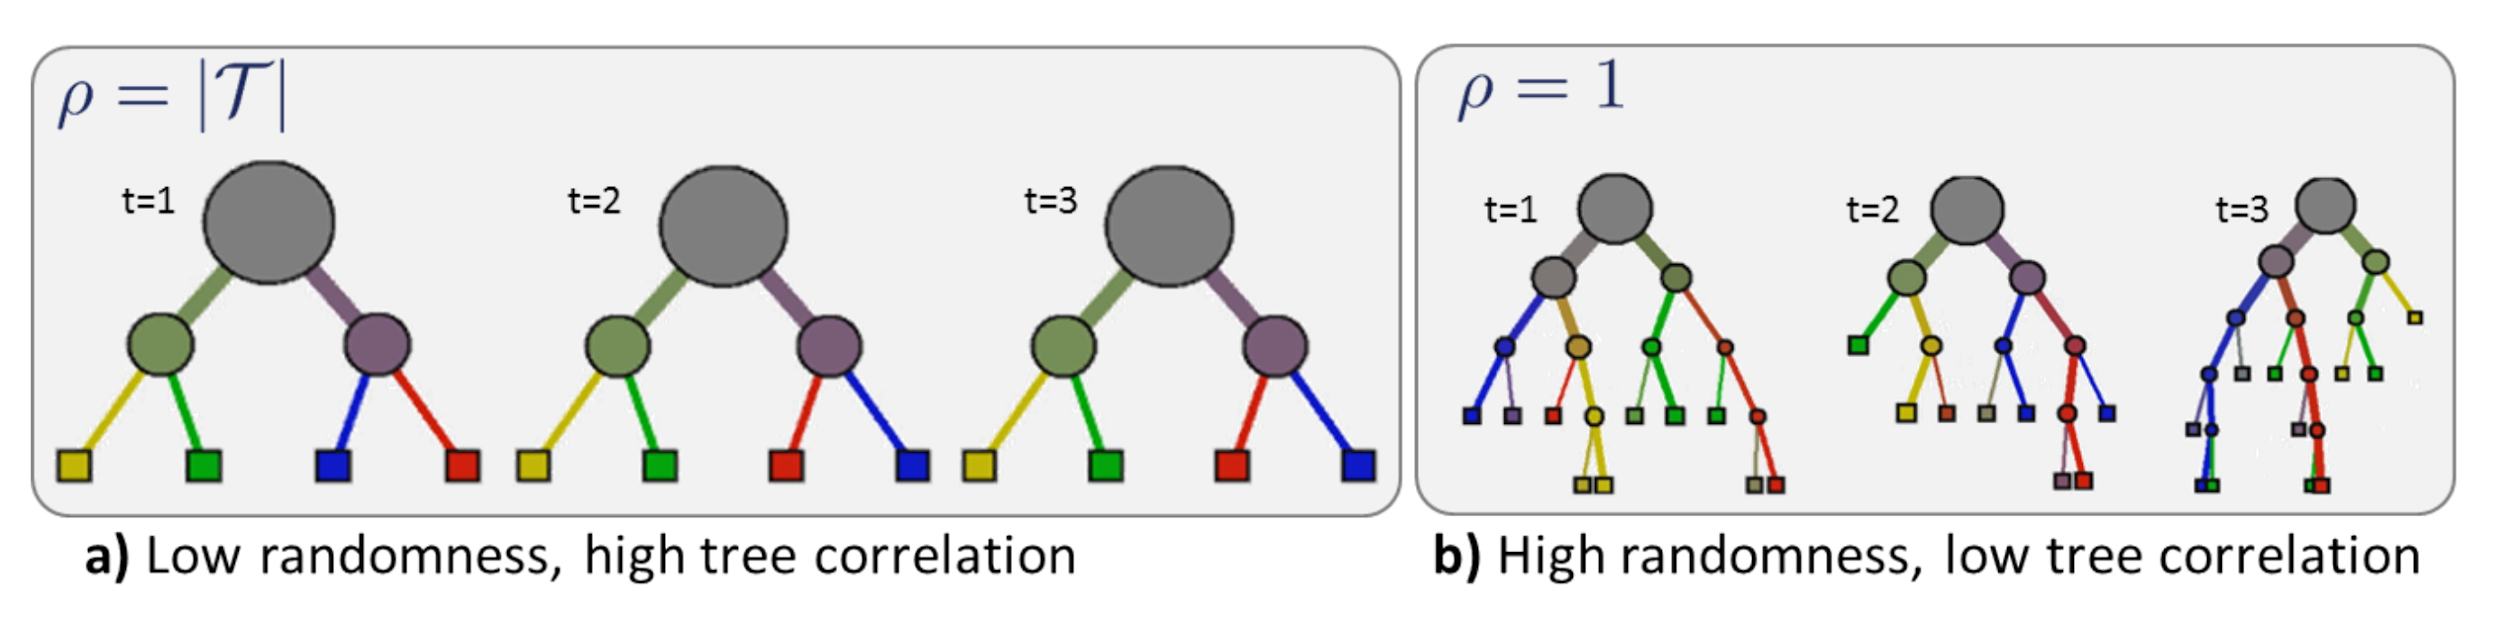 ρ = |𝒯|
t=1
t=2
t=3
a) Low randomness, high tree correlation
ρ = 1
t=1
t=2
t=3
b) High randomness, low tree correlation